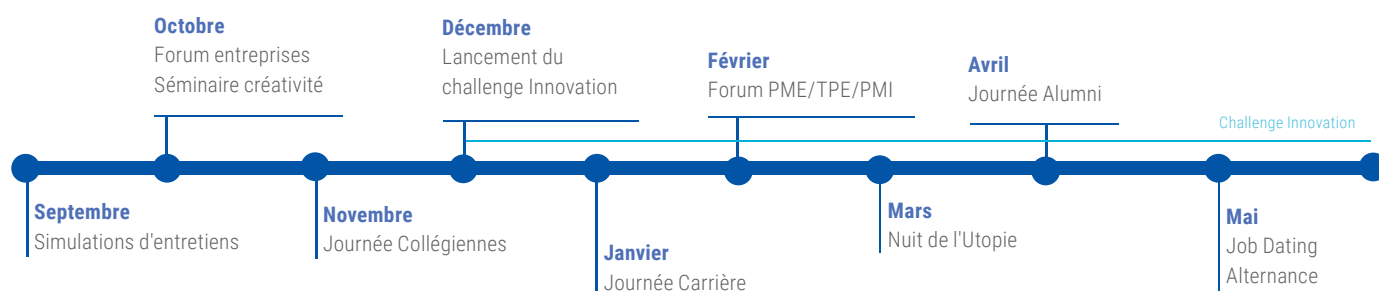 Octobre
Forum entreprises
Séminaire créativité
Décembre
Lancement du
challenge Innovation
Février
Forum PME/TPE/PMI
Avril
Journée Alumni
Challenge Innovation
Septembre
Simulations d'entretiens
Novembre
Journée Collégiennes
Janvier
Journée Carrière
Mars
Nuit de l'Utopie
Mai
Job Dating
Alternance